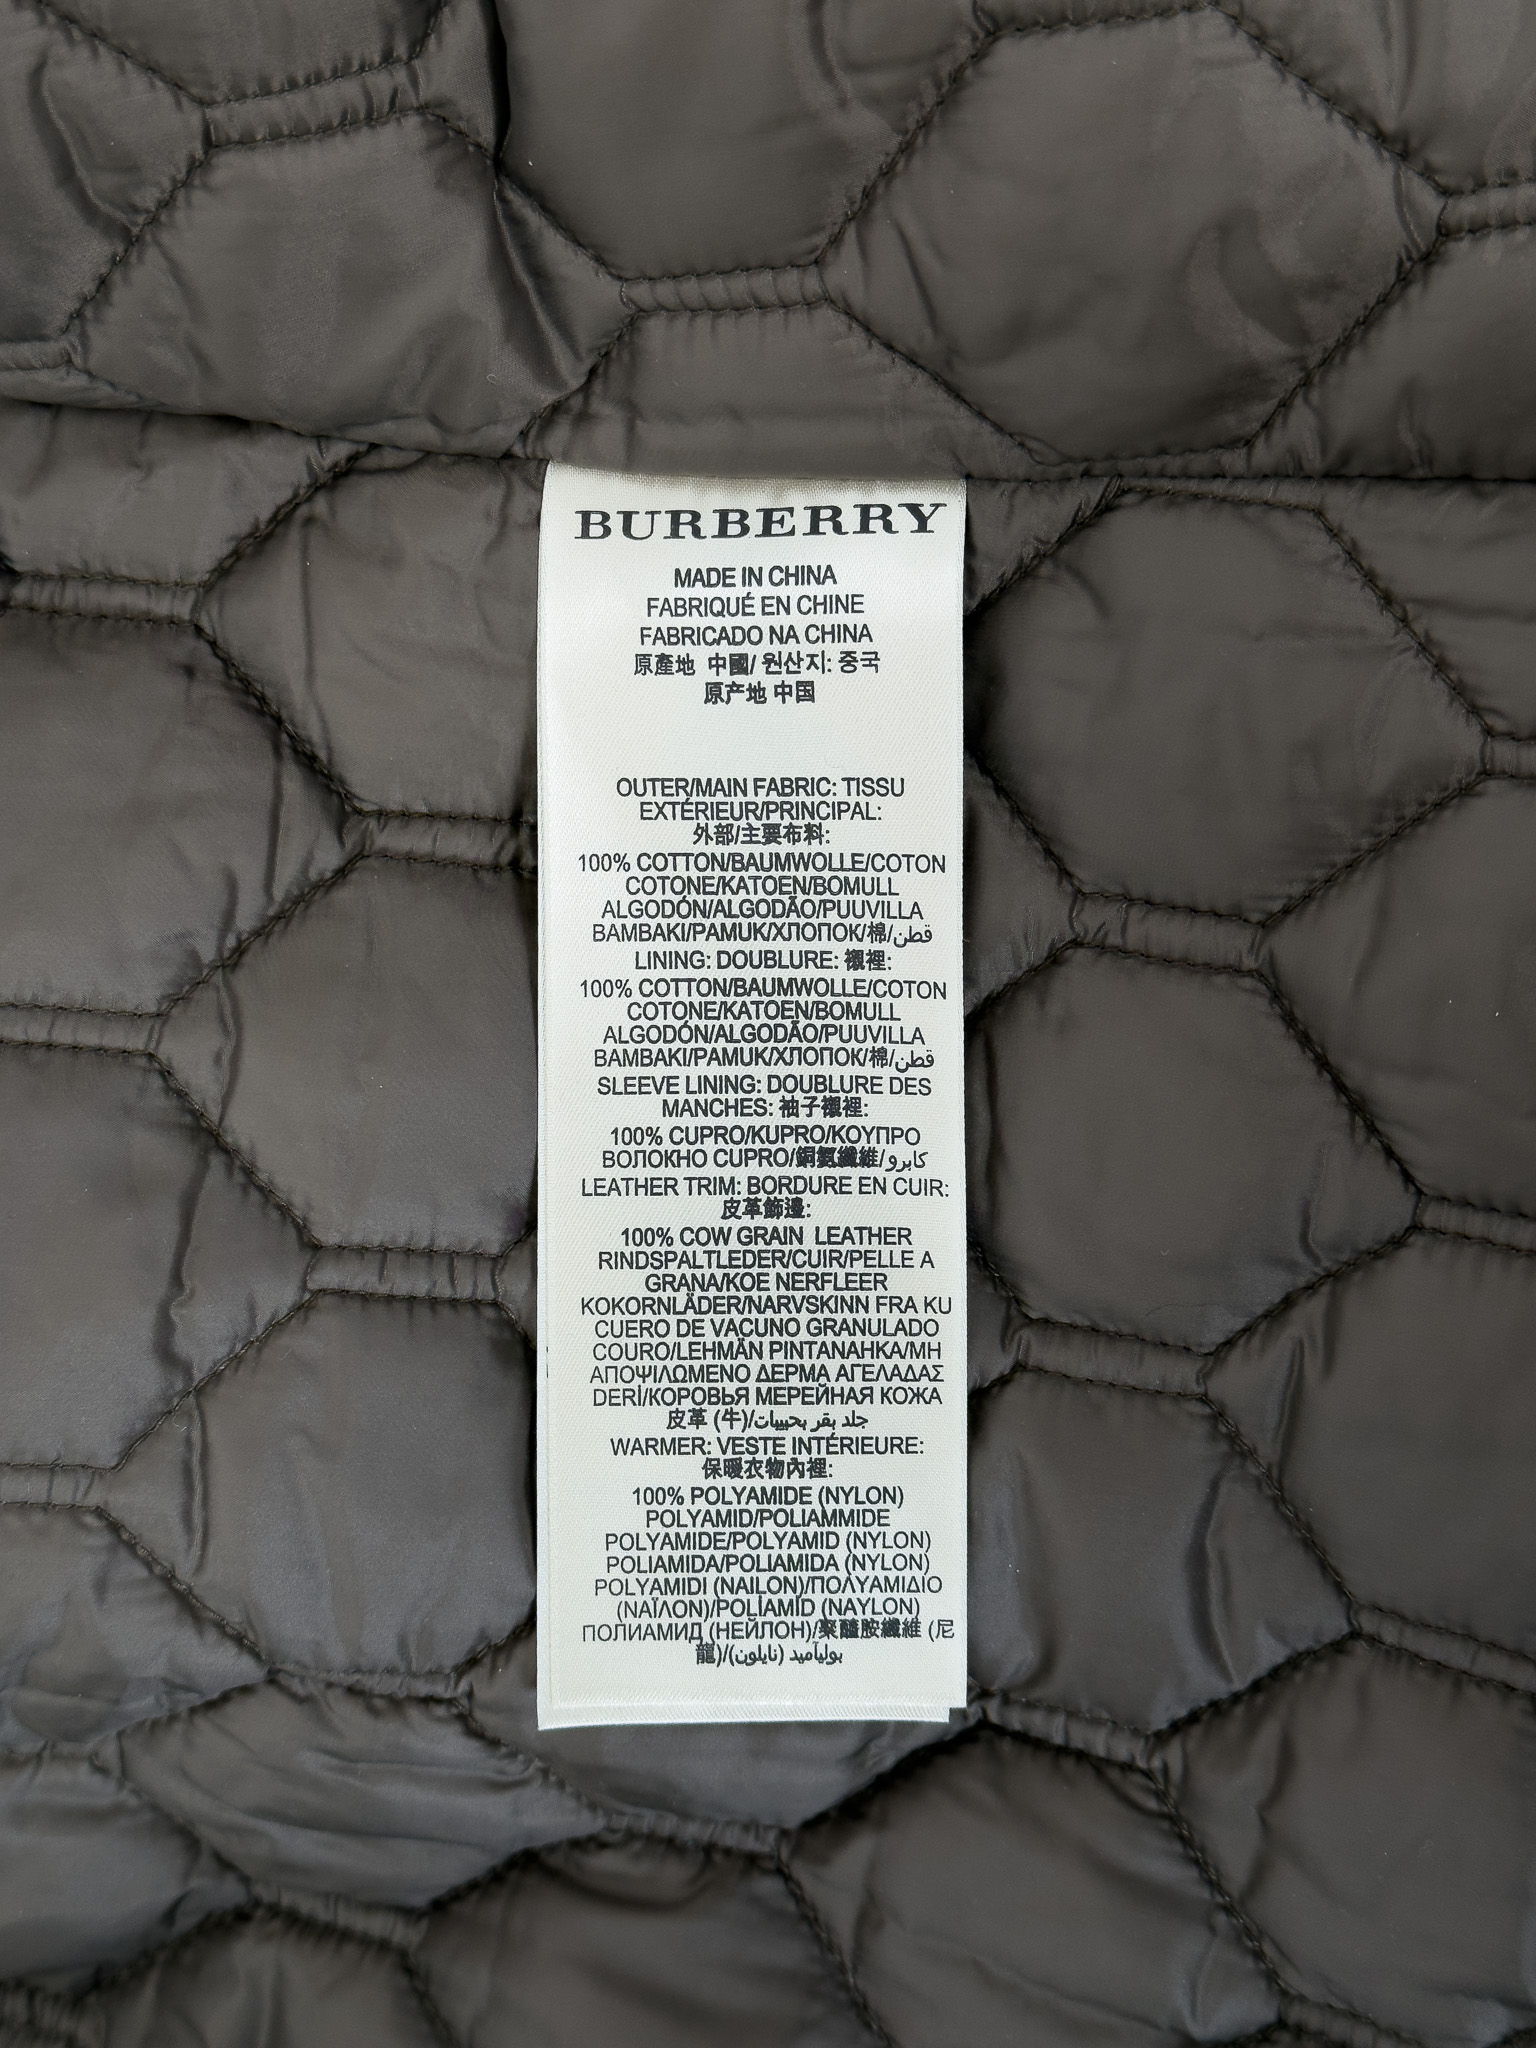 BURBERRY
MADE IN CHINA
FABRIQUÉ EN CHINE
FABRICADO NA CHINA
原產地 中國/ 원산지: 중국
原产地 中国
OUTER/MAIN FABRIC: TISSU
EXTÉRIEUR/PRINCIPAL:
外部/主要布料:
100% COTTON/BAUMWOLLE/COTON
COTONE/KATOEN/BOMULL
ALGODÓN/ALGODÃO/PUUVILLA
BAMBAKI/PAMUK/ХЛОПОК/棉/قطن
LINING: DOUBLURE: 襯裡:
100% COTTON/BAUMWOLLE/COTON
COTONE/KATOEN/BOMULL
ALGODÓN/ALGODÃO/PUUVILLA
BAMBAKI/PAMUK/ХЛОПОК/棉/قطن
SLEEVE LINING: DOUBLURE DES
MANCHES: 袖子襯裡:
100% CUPRO/KUPRO/ΚΟΥΠΡΟ
ВОЛОКНО CUPRO/銅氨纖維/كابرو
LEATHER TRIM: BORDURE EN CUIR:
皮革飾邊:
100% COW GRAIN LEATHER
RINDSPALTLEDER/CUIR/PELLE A
GRANA/KOE NERFLEER
KOKORNLÄDER/NARVSKINN FRA KU
CUERO DE VACUNO GRANULADO
COURO/LEHMÄN PINTANAHKA/ΜΗ
ΑΠΟΨΙΛΩΜΕΝΟ ΔΕΡΜΑ ΑΓΕΛΑΔΑΣ
DERİ/КОРОВЬЯ МЕРЕЙНАЯ КОЖА
皮革 (牛)/جلد بقر بحبيبات
WARMER: VESTE INTÉRIEURE:
保暖衣物內裡:
100% POLYAMIDE (NYLON)
POLYAMID/POLIAMMIDE
POLYAMIDE/POLYAMID (NYLON)
POLIAMIDA/POLIAMIDA (NYLON)
POLYAMIDI (NAILON)/ΠΟΛΥΑΜΙΔΙΟ
(ΝΑΪΛΟΝ)/POLİAMİD (NAYLON)
ПОЛИАМИД (НЕЙЛОН)/聚醯胺纖維 (尼
龍)/بوليآميد (نايلون)